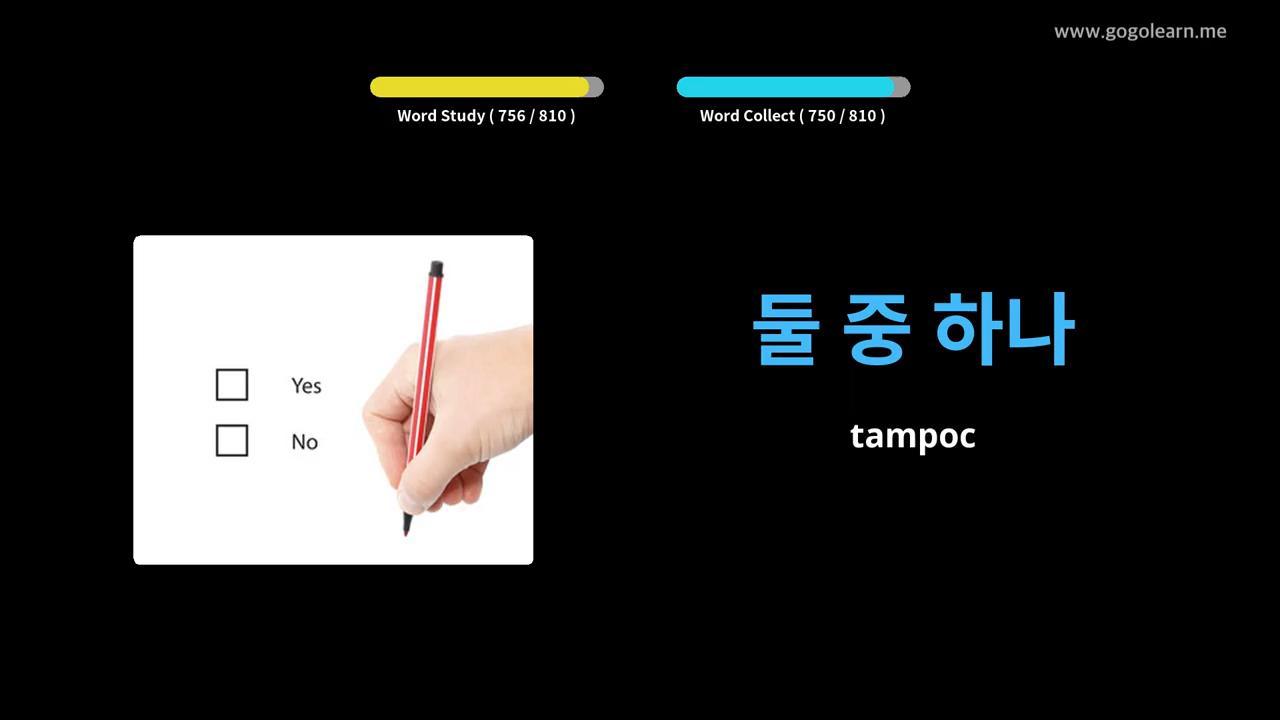 www.gogolearn.me
Word Study ( 756 / 810 )
Word Collect ( 750 / 810 )
Yes
No
둘 중 하나
tampoc